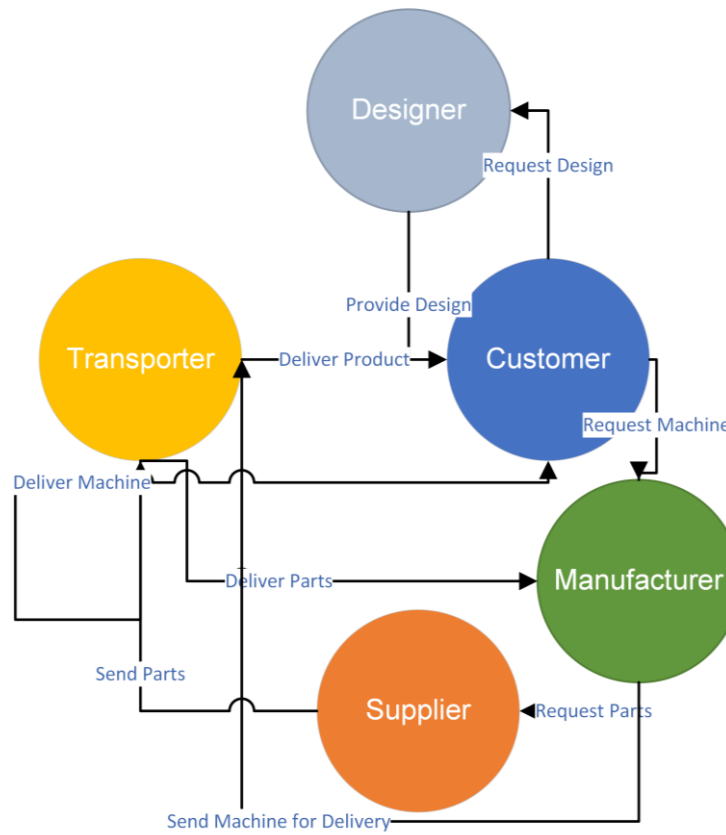 Designer
Request Design
Provide Design
Transporter
Deliver Product
Customer
Request Machine
Deliver Machine
Deliver Parts
Manufacturer
Send Parts
Supplier
Request Parts
Send Machine for Delivery